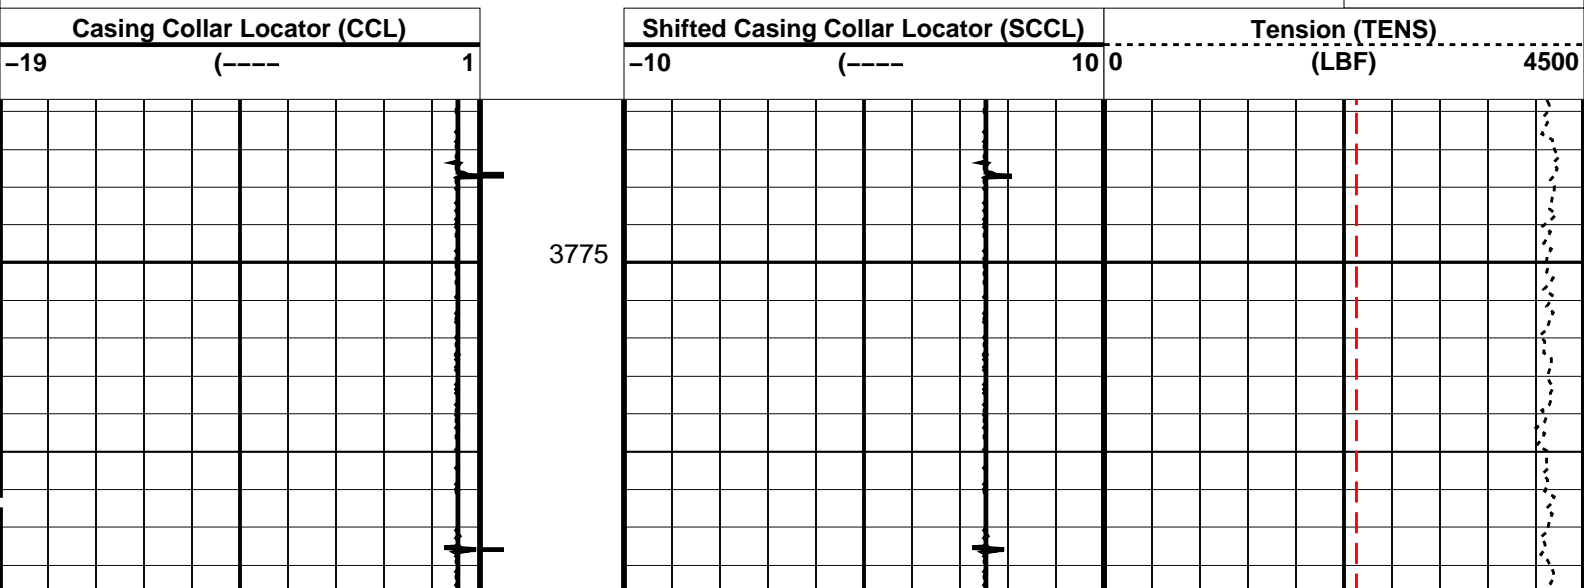 Casing Collar Locator (CCL)
–19 (–––– 1
Shifted Casing Collar Locator (SCCL)
–10 (–––– 10
Tension (TENS)
0 (LBF) 4500
3775